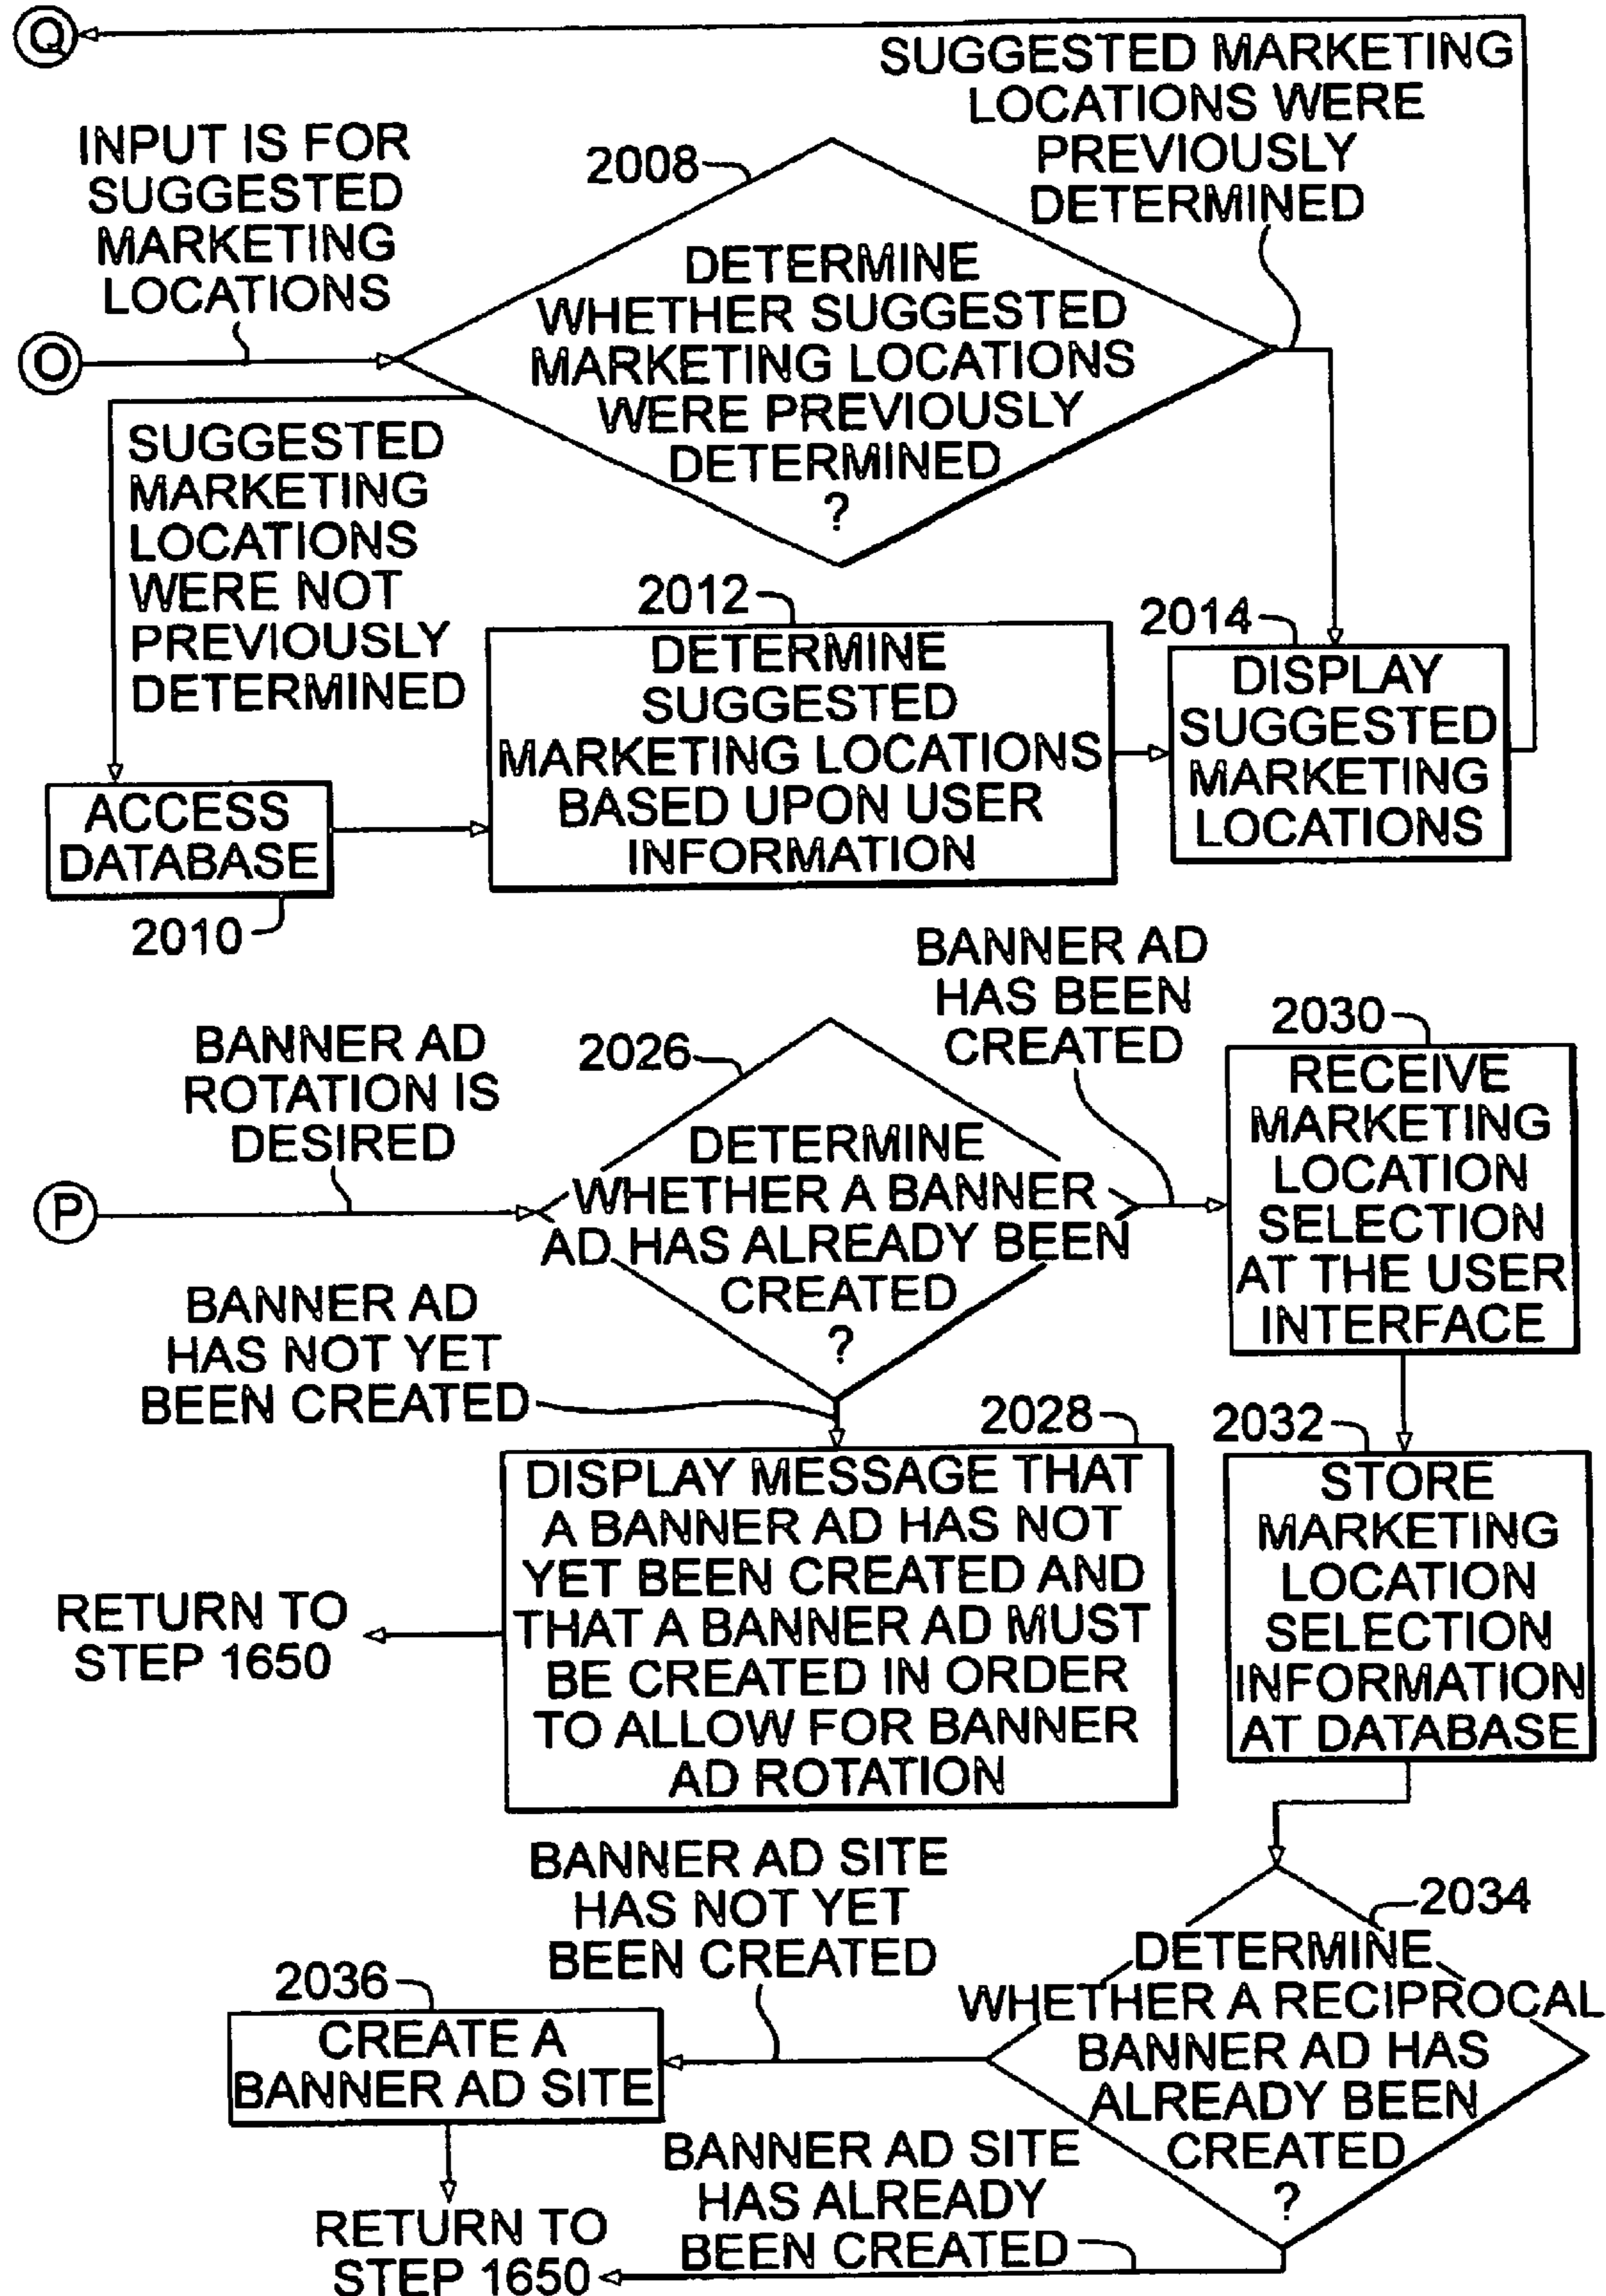 Q
SUGGESTED MARKETING
LOCATIONS WERE
PREVIOUSLY
DETERMINED
INPUT IS FOR
SUGGESTED
MARKETING
LOCATIONS
2008
O
DETERMINE
WHETHER SUGGESTED
MARKETING LOCATIONS
WERE PREVIOUSLY
DETERMINED
?
SUGGESTED
MARKETING
LOCATIONS
WERE NOT
PREVIOUSLY
DETERMINED
2012
DETERMINE
SUGGESTED
MARKETING LOCATIONS
BASED UPON USER
INFORMATION
2014
DISPLAY
SUGGESTED
MARKETING
LOCATIONS
ACCESS
DATABASE
2010
BANNER AD
HAS BEEN
CREATED
BANNER AD
ROTATION IS
DESIRED
2026
2030
RECEIVE
MARKETING
LOCATION
SELECTION
AT THE USER
INTERFACE
P
DETERMINE
WHETHER A BANNER
AD HAS ALREADY BEEN
CREATED
?
BANNER AD
HAS NOT YET
BEEN CREATED
2028
DISPLAY MESSAGE THAT
A BANNER AD HAS NOT
YET BEEN CREATED AND
THAT A BANNER AD MUST
BE CREATED IN ORDER
TO ALLOW FOR BANNER
AD ROTATION
2032
STORE
MARKETING
LOCATION
SELECTION
INFORMATION
AT DATABASE
RETURN TO
STEP 1650
BANNER AD SITE
HAS NOT YET
BEEN CREATED
2034
DETERMINE
WHETHER A RECIPROCAL
BANNER AD HAS
ALREADY BEEN
CREATED
?
2036
CREATE A
BANNER AD SITE
BANNER AD SITE
HAS ALREADY
BEEN CREATED
RETURN TO
STEP 1650